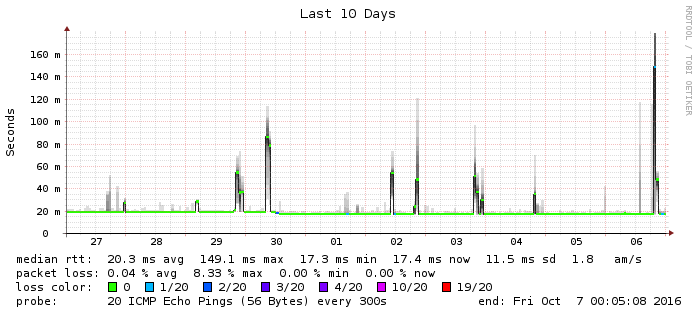 Last 10 Days
RRDTOOL / TOBI OETIKER
Seconds
160 m
140 m
120 m
100 m
80 m
60 m
40 m
20 m
0
27 28 29 30 01 02 03 04 05 06
median rtt: 20.3 ms avg 149.1 ms max 17.3 ms min 17.4 ms now 11.5 ms sd 1.8 am/s
packet loss: 0.04 % avg 8.33 % max 0.00 % min 0.00 % now
loss color: 0 1/20 2/20 3/20 4/20 10/20 19/20
probe: 20 ICMP Echo Pings (56 Bytes) every 300s end: Fri Oct 7 00:05:08 2016